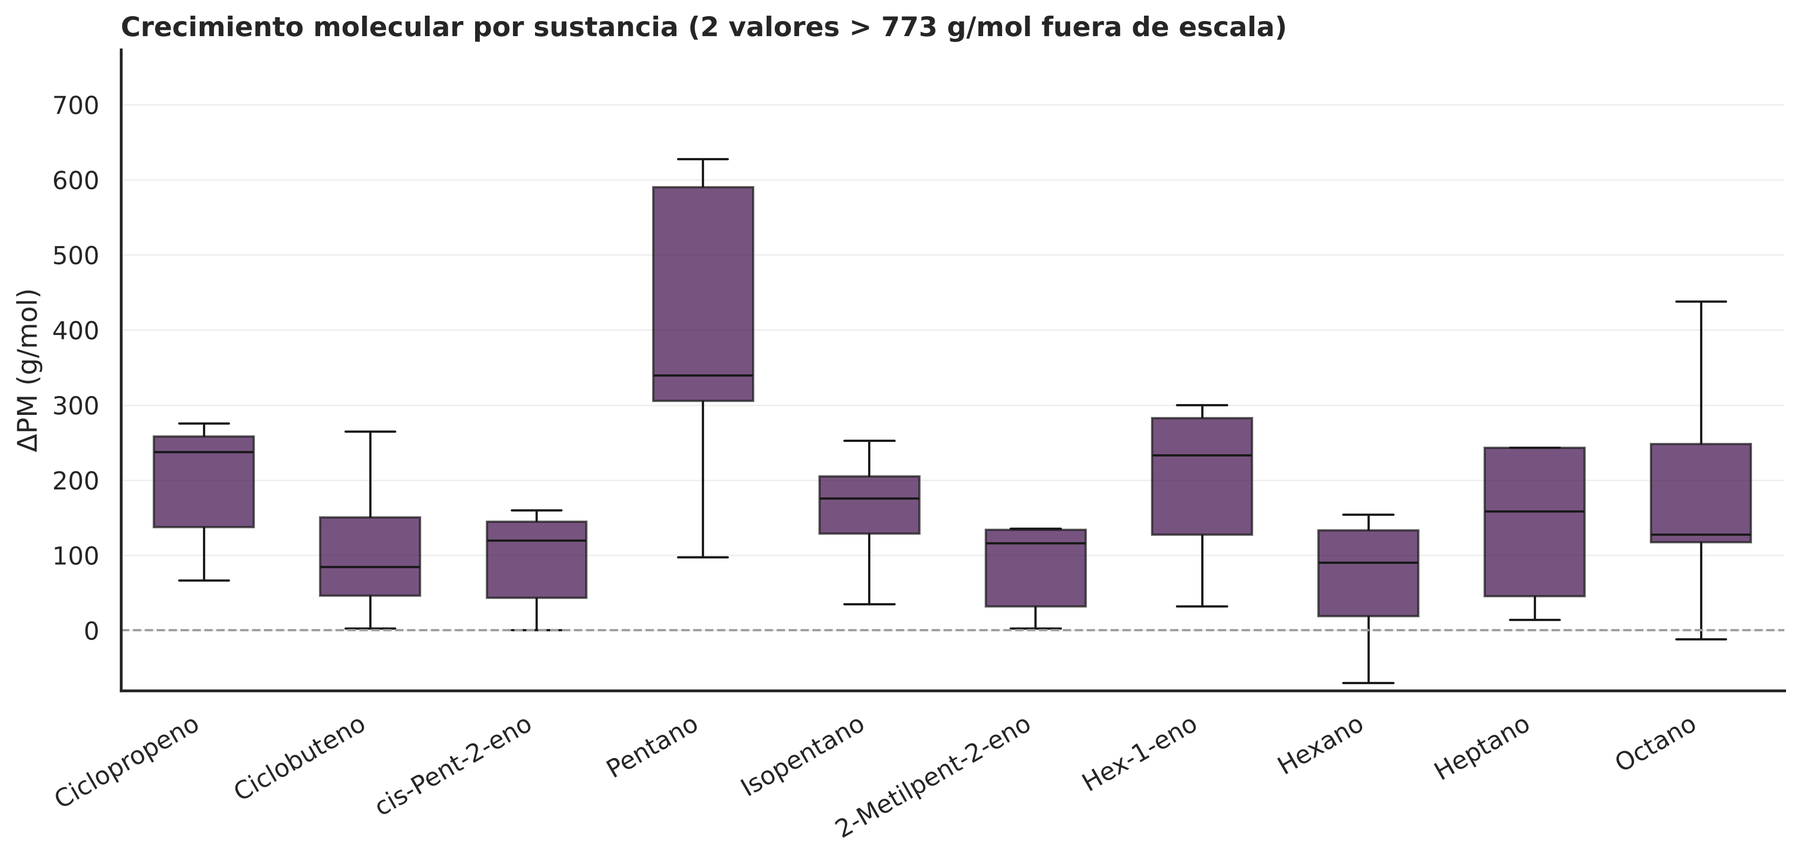 Crecimiento molecular por sustancia (2 valores > 773 g/mol fuera de escala)
ΔPM (g/mol)
700
600
500
400
300
200
100
0
Ciclopropeno
Ciclobuteno
cis-Pent-2-eno
Pentano
Isopentano
2-Metilpent-2-eno
Hex-1-eno
Hexano
Heptano
Octano